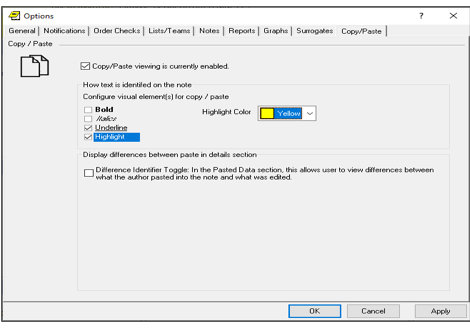 Options
? ×
General Notifications Order Checks Lists/Teams Notes Reports Graphs Surrogates Copy/Paste
Copy / Paste
Copy/Paste viewing is currently enabled.
How text is identifed on the note
Configure visual element(s) for copy / paste
Bold
Highlight Color Yellow
Italics
Underline
Highlight
Display differences between paste in details section
Difference Identifier Toggle: In the Pasted Data section, this allows user to view differences between
what the author pasted into the note and what was edited.
OK Cancel Apply